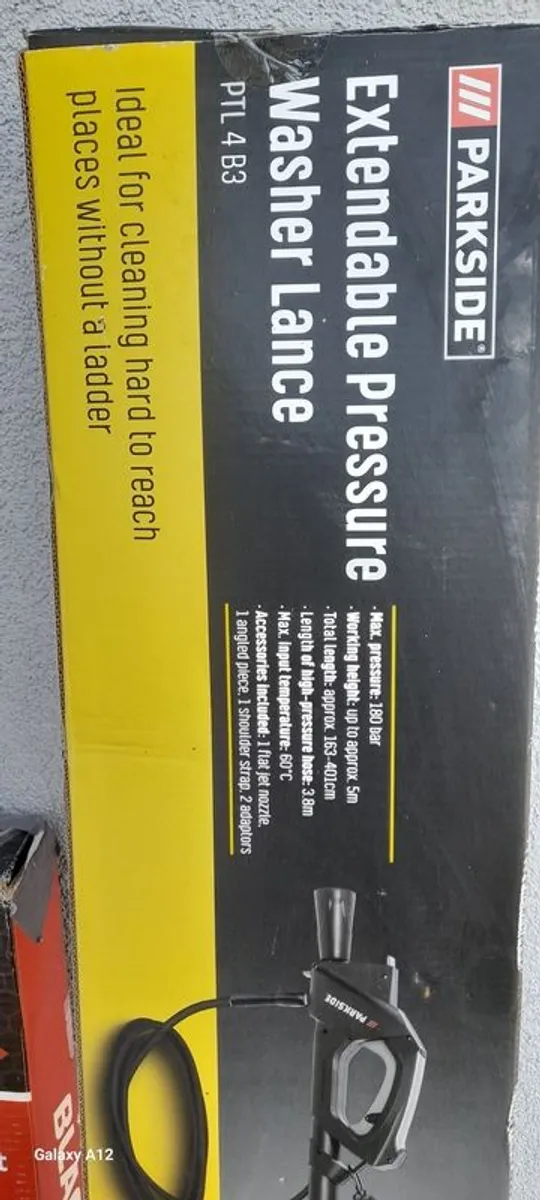 PARKSIDE®
Extendable Pressure
Washer Lance
PTL 4 B3
Ideal for cleaning hard to reach
places without a ladder
· Max. pressure: 180 bar
· Working height: up to approx. 5m
· Total length: approx. 163-401cm
· Length of high-pressure hose: 3.8m
· Max. input temperature: 60°C
· Accessories included: 1 flat jet nozzle,
1 angled piece, 1 shoulder strap, 2 adaptors
PARKSIDE
Galaxy A12